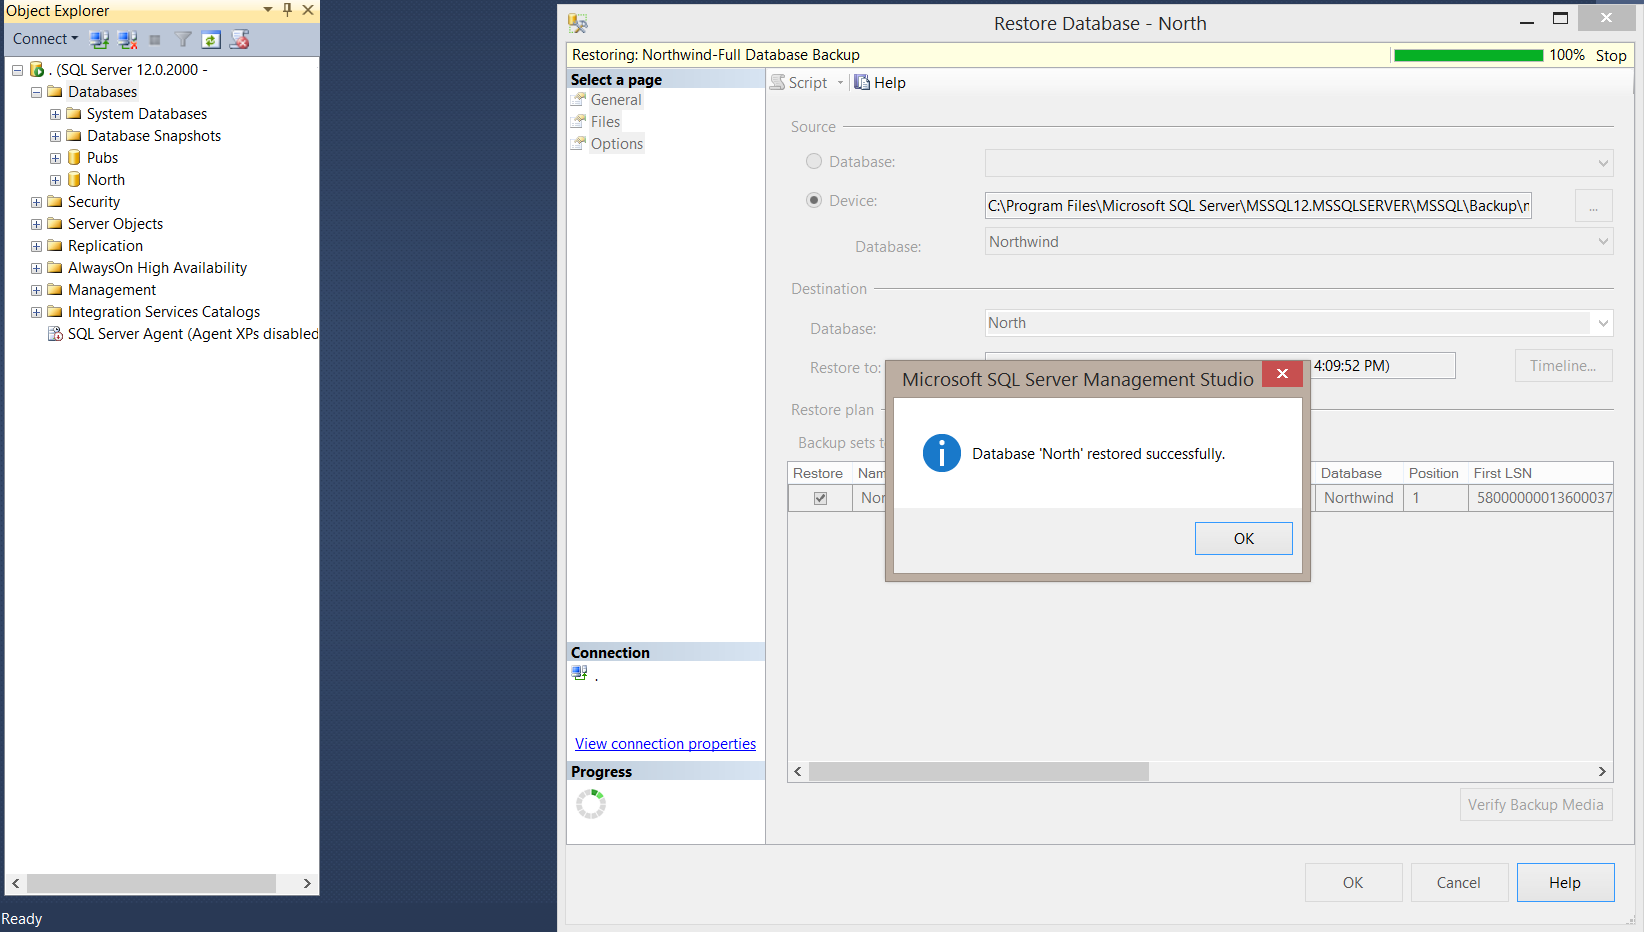 Object Explorer
Connect
. (SQL Server 12.0.2000 -
Databases
System Databases
Database Snapshots
Pubs
North
Security
Server Objects
Replication
AlwaysOn High Availability
Management
Integration Services Catalogs
SQL Server Agent (Agent XPs disabled
Ready
Restore Database - North
Restoring: Northwind-Full Database Backup
100%
Stop
Select a page
General
Files
Options
Script
Help
Source
Database:
Device:
C:\Program Files\Microsoft SQL Server\MSSQL12.MSSQLSERVER\MSSQL\Backup\n
...
Database:
Northwind
Destination
Database:
North
Restore to:
4:09:52 PM)
Timeline...
Restore plan
Backup sets t
Restore
Nam
Database
Position
First LSN
Nor
Northwind
1
58000000013600037
Microsoft SQL Server Management Studio
Database 'North' restored successfully.
OK
Connection
.
View connection properties
Progress
Verify Backup Media
OK
Cancel
Help